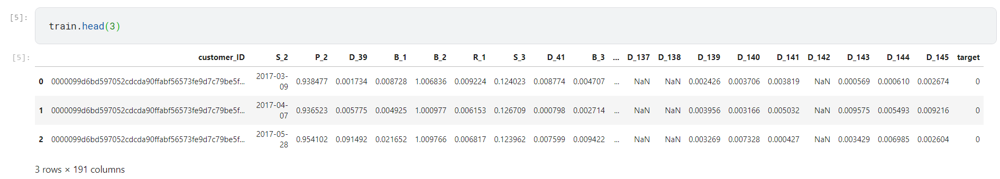 [5]:
train.head(3)
[5]:
customer_ID S_2 P_2 D_39 B_1 B_2 R_1 S_3 D_41 B_3 ... D_137 D_138 D_139 D_140 D_141 D_142 D_143 D_144 D_145 target
0 0000099d6bd597052cdcda90ffabf56573fe9d7c79be5f... 2017-03-09 0.938477 0.001734 0.008728 1.006836 0.009224 0.124023 0.008774 0.004707 ... NaN NaN 0.002426 0.003706 0.003819 NaN 0.000569 0.000610 0.002674 0
1 0000099d6bd597052cdcda90ffabf56573fe9d7c79be5f... 2017-04-07 0.936523 0.005775 0.004925 1.000977 0.006153 0.126709 0.000798 0.002714 ... NaN NaN 0.003956 0.003166 0.005032 NaN 0.009575 0.005493 0.009216 0
2 0000099d6bd597052cdcda90ffabf56573fe9d7c79be5f... 2017-05-28 0.954102 0.091492 0.021652 1.009766 0.006817 0.123962 0.007599 0.009422 ... NaN NaN 0.003269 0.007328 0.000427 NaN 0.003429 0.006985 0.002604 0
3 rows × 191 columns